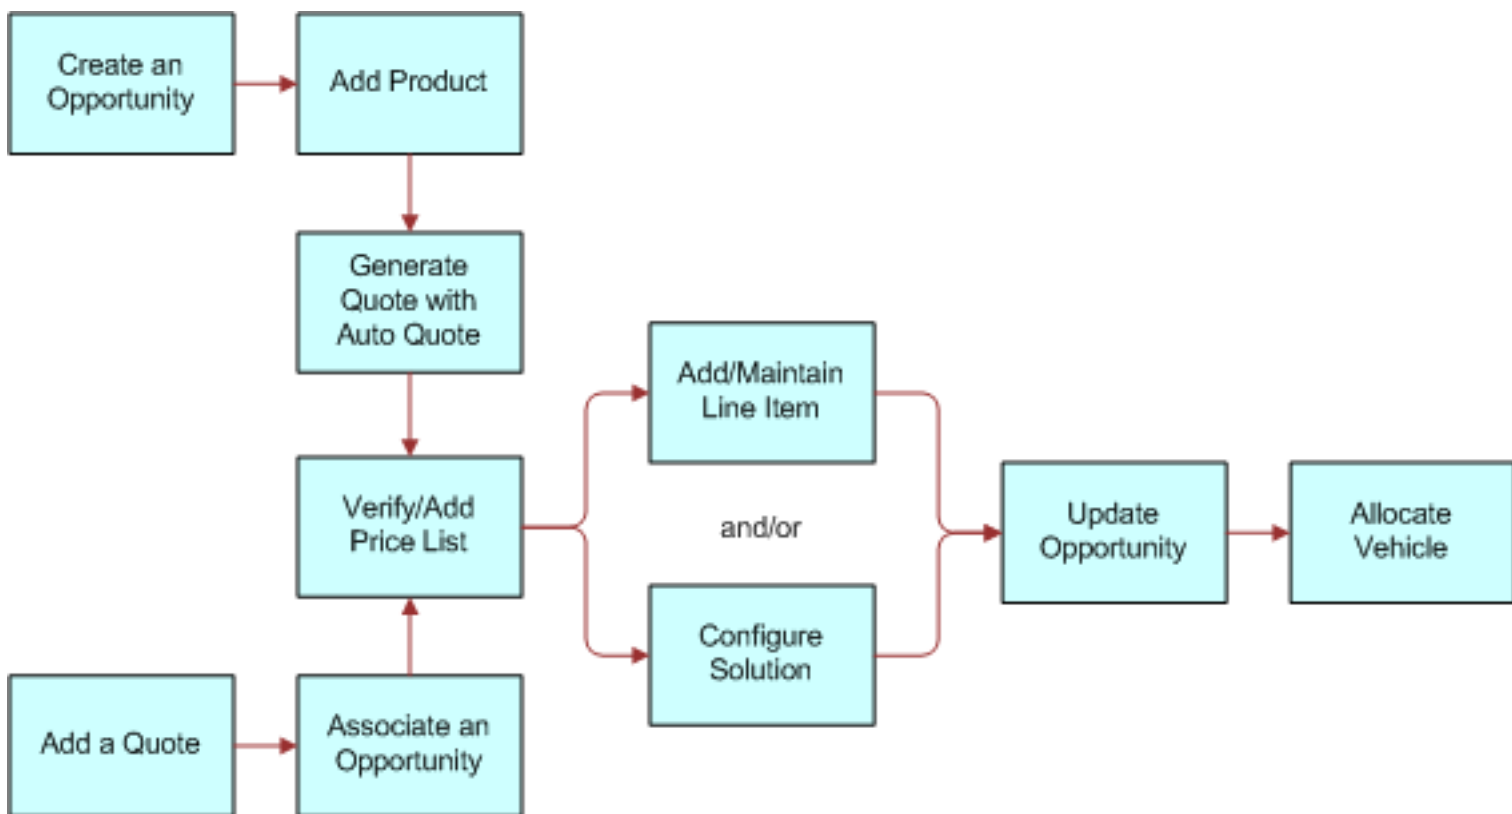 Create an
Opportunity
Add Product
Generate
Quote with
Auto Quote
Add/Maintain
Line Item
Verify/Add
Price List
and/or
Update
Opportunity
Allocate
Vehicle
Configure
Solution
Add a Quote
Associate an
Opportunity